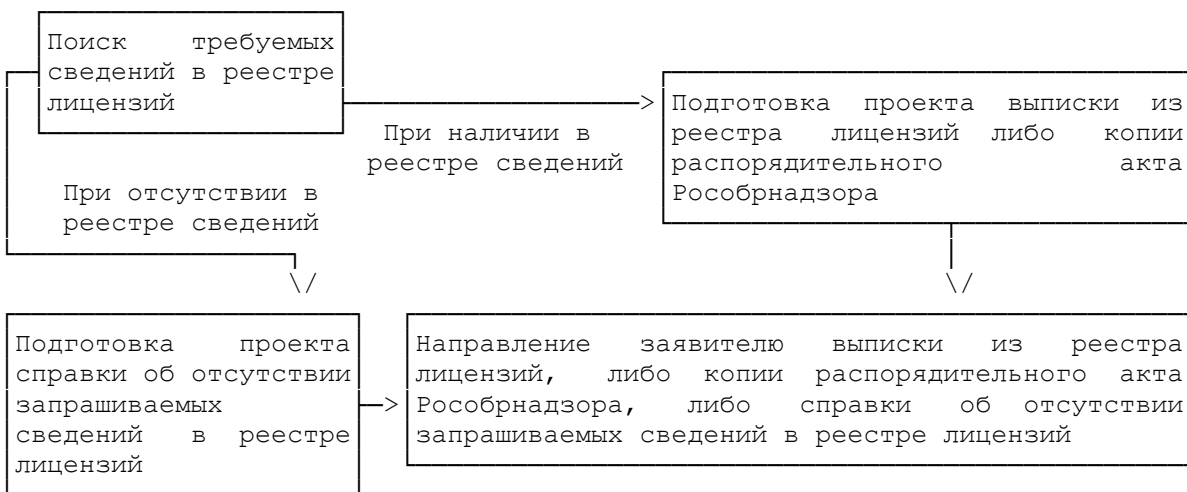 Поиск требуемых
сведений в реестре
лицензий
При наличии в
реестре сведений
Подготовка проекта выписки из
реестра лицензий либо копии
распорядительного акта
Рособрнадзора
При отсутствии в
реестре сведений
Подготовка проекта
справки об отсутствии
запрашиваемых
сведений в реестре
лицензий
Направление заявителю выписки из реестра
лицензий, либо копии распорядительного акта
Рособрнадзора, либо справки об отсутствии
запрашиваемых сведений в реестре лицензий